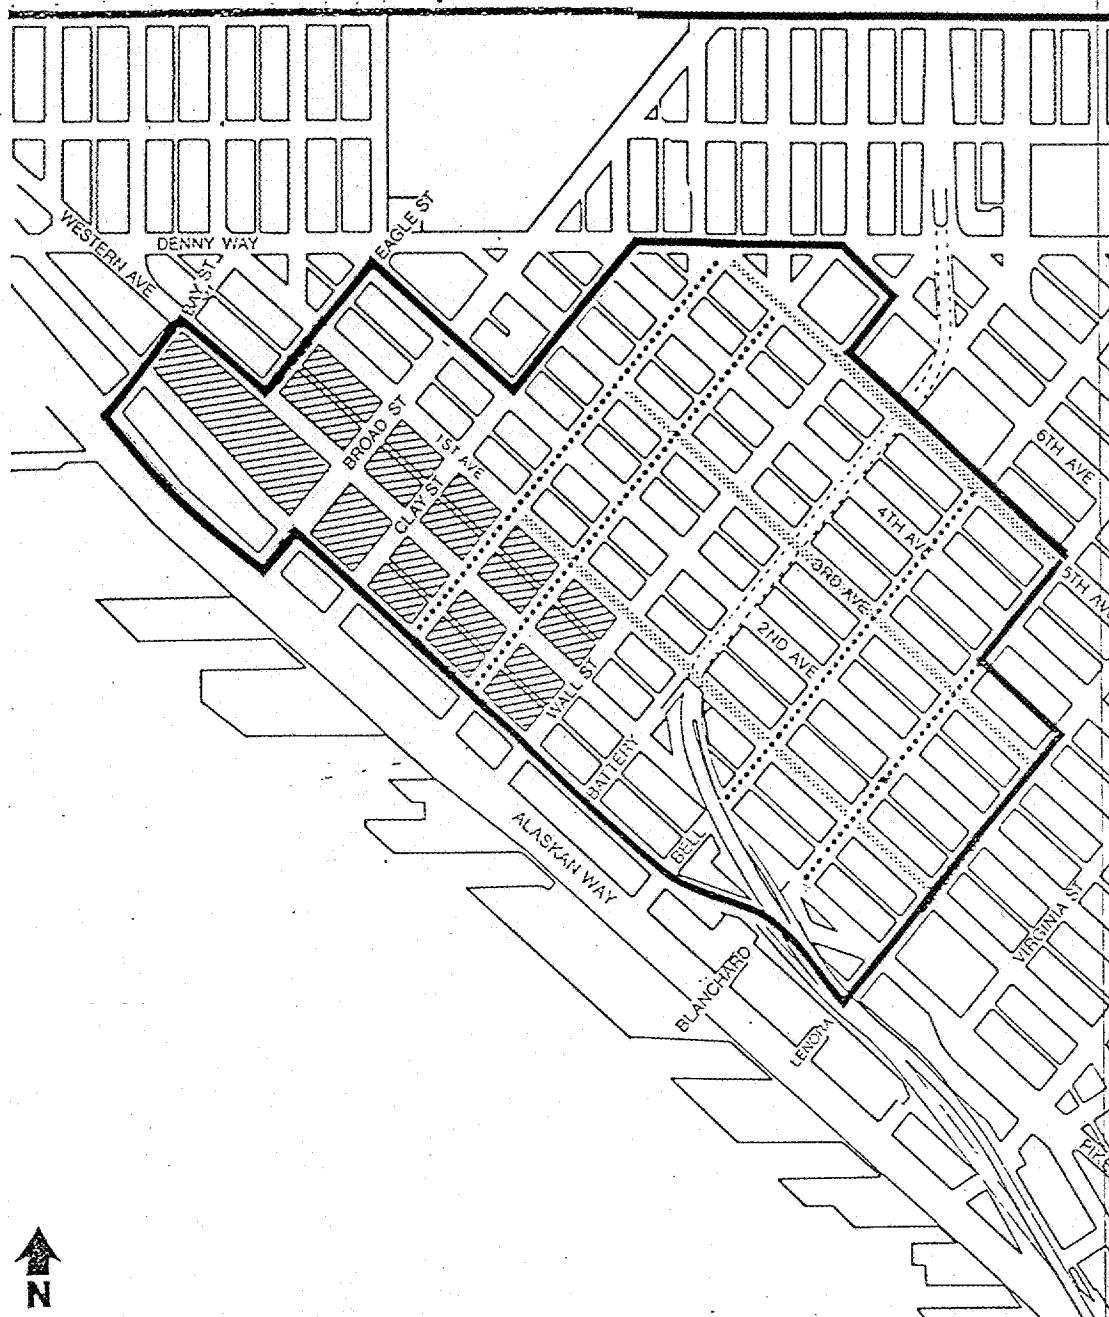 EAGLE ST
WESTERN AVE
DENNY WAY
BAY ST
BROAD ST
1ST AVE
CLAY ST
6TH AVE
4TH AVE
3RD AVE
5TH AVE
2ND AVE
WALL ST
BATTERY
BELL
ALASKAN WAY
VIRGINIA ST
BLANCHARD
LENORA
N